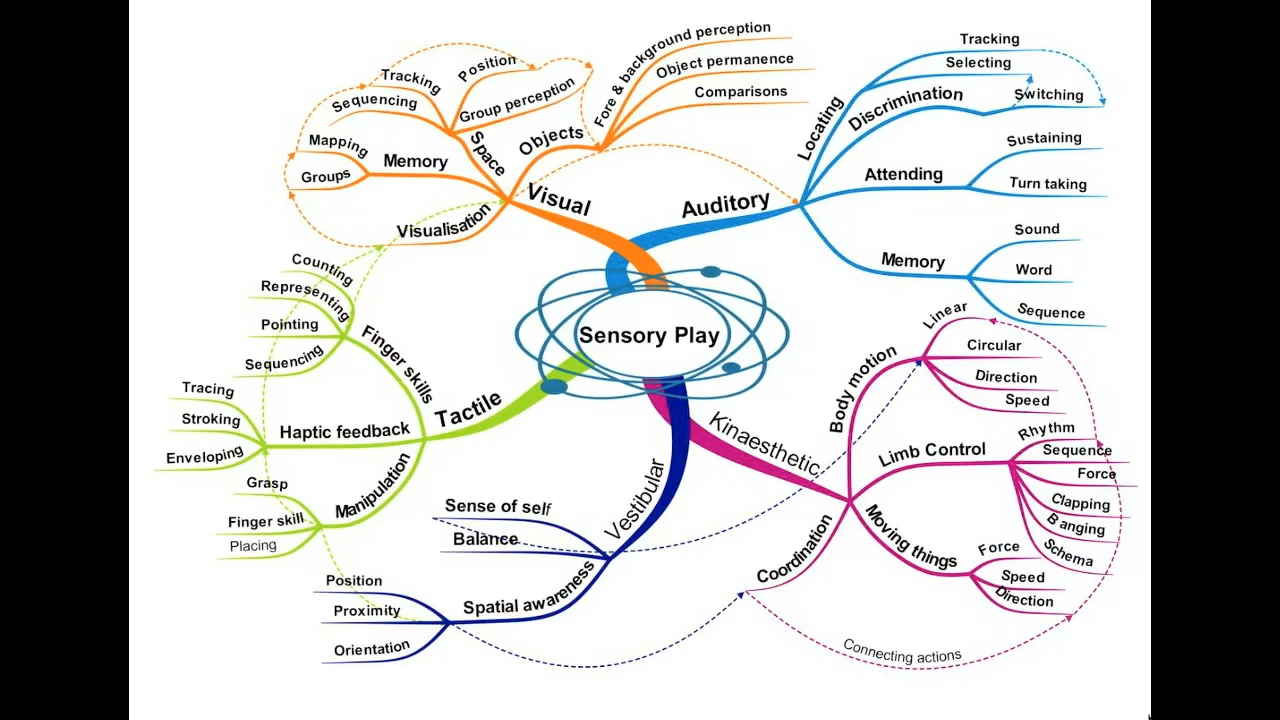 Sensory Play
Visual
Space
Tracking
Sequencing
Position
Group perception
Objects
Fore & background perception
Object permanence
Comparisons
Memory
Mapping
Groups
Visualisation
Auditory
Locating
Tracking
Selecting
Discrimination
Switching
Attending
Sustaining
Turn taking
Memory
Sound
Word
Sequence
Kinaesthetic
Body motion
Linear
Circular
Direction
Speed
Limb Control
Rhythm
Sequence
Force
Clapping
Banging
Schema
Moving things
Force
Speed
Direction
Coordination
Connecting actions
Vestibular
Sense of self
Balance
Spatial awareness
Position
Proximity
Orientation
Tactile
Finger skills
Counting
Representing
Pointing
Sequencing
Haptic feedback
Tracing
Stroking
Enveloping
Manipulation
Grasp
Finger skill
Placing